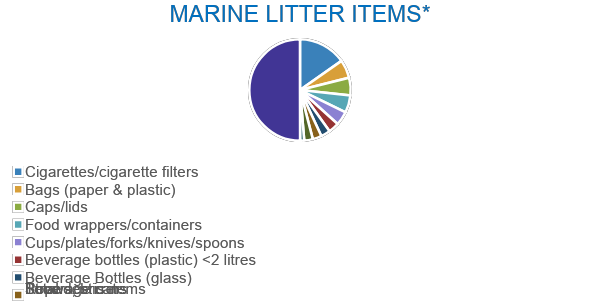 MARINE LITTER ITEMS*
Cigarettes/cigarette filters
Bags (paper & plastic)
Caps/lids
Food wrappers/containers
Cups/plates/forks/knives/spoons
Beverage bottles (plastic) <2 litres
Beverage Bottles (glass)